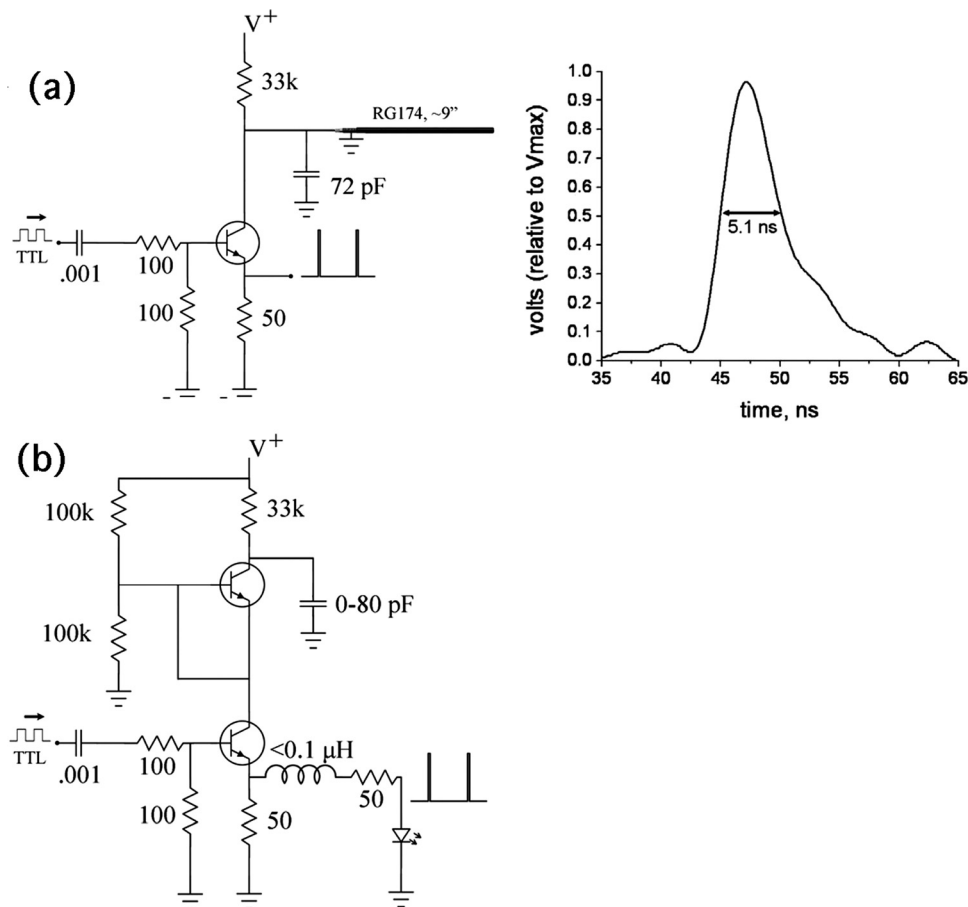 (a)
V+
33k
RG174, ~9”
72 pF
TTL
.001
100
100
50
volts (relative to Vmax)
1.0
0.9
0.8
0.7
0.6
0.5
0.4
0.3
0.2
0.1
0.0
5.1 ns
35 40 45 50 55 60 65
time, ns
(b)
V+
100k
33k
0-80 pF
100k
TTL
.001
100
<0.1 µH
100
50
50